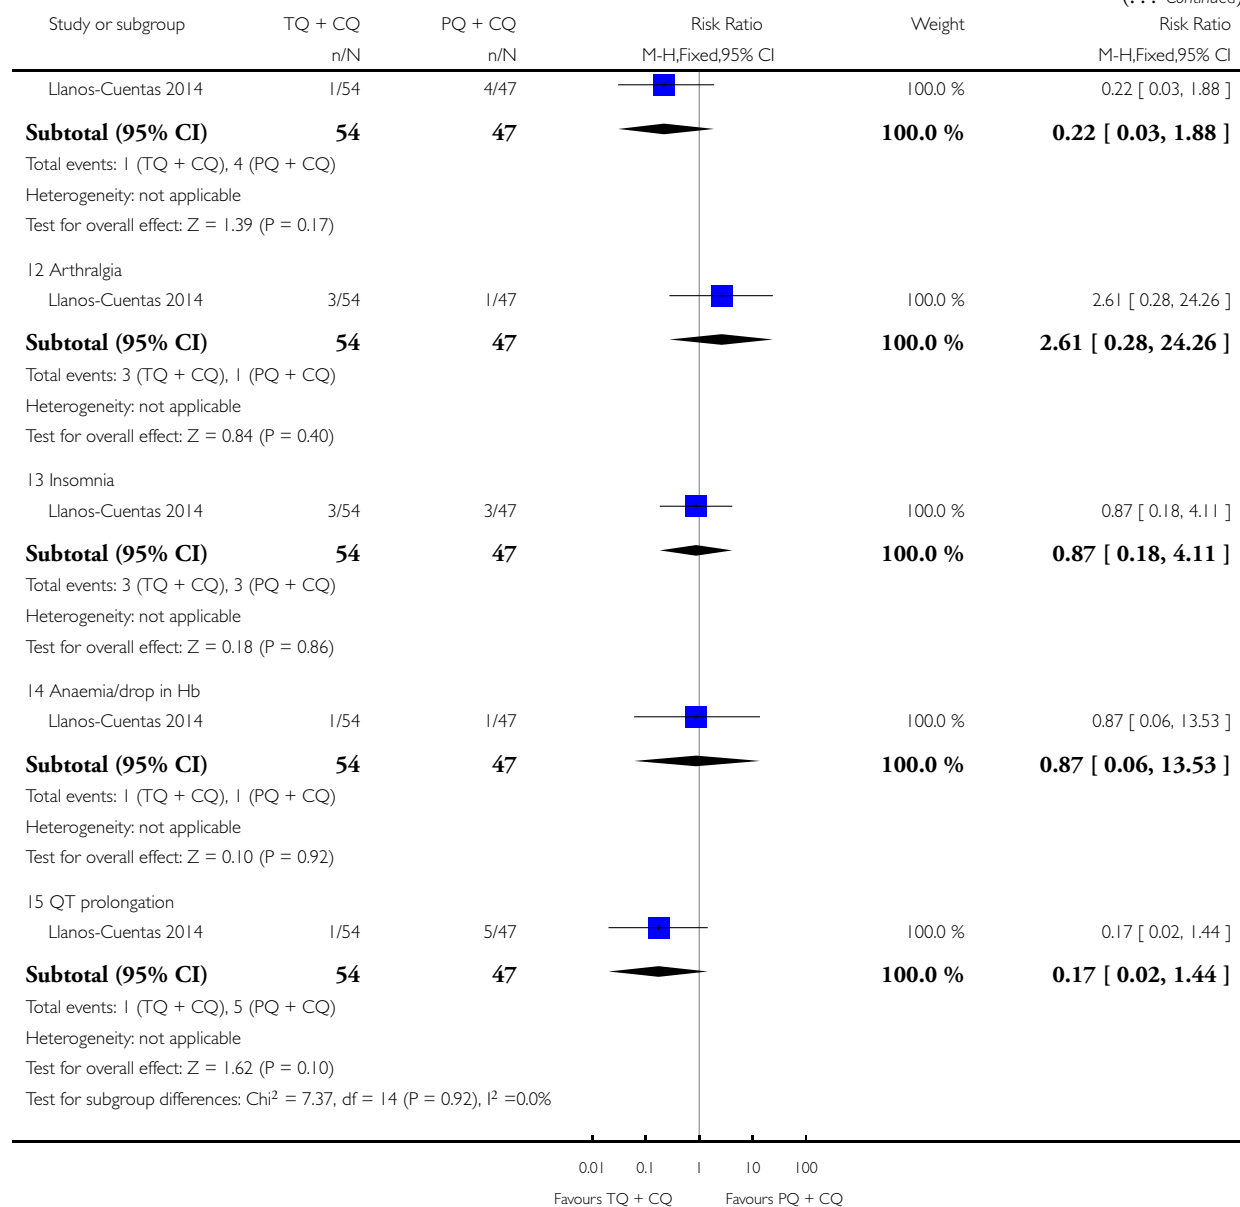 (. . . Continued)
Study or subgroup TQ + CQ PQ + CQ Risk Ratio Weight Risk Ratio
n/N n/N M-H,Fixed,95% CI M-H,Fixed,95% CI
Llanos-Cuentas 2014 1/54 4/47 100.0 % 0.22 [ 0.03, 1.88 ]
Subtotal (95% CI) 54 47 100.0 % 0.22 [ 0.03, 1.88 ]
Total events: 1 (TQ + CQ), 4 (PQ + CQ)
Heterogeneity: not applicable
Test for overall effect: Z = 1.39 (P = 0.17)
12 Arthralgia
Llanos-Cuentas 2014 3/54 1/47 100.0 % 2.61 [ 0.28, 24.26 ]
Subtotal (95% CI) 54 47 100.0 % 2.61 [ 0.28, 24.26 ]
Total events: 3 (TQ + CQ), 1 (PQ + CQ)
Heterogeneity: not applicable
Test for overall effect: Z = 0.84 (P = 0.40)
13 Insomnia
Llanos-Cuentas 2014 3/54 3/47 100.0 % 0.87 [ 0.18, 4.11 ]
Subtotal (95% CI) 54 47 100.0 % 0.87 [ 0.18, 4.11 ]
Total events: 3 (TQ + CQ), 3 (PQ + CQ)
Heterogeneity: not applicable
Test for overall effect: Z = 0.18 (P = 0.86)
14 Anaemia/drop in Hb
Llanos-Cuentas 2014 1/54 1/47 100.0 % 0.87 [ 0.06, 13.53 ]
Subtotal (95% CI) 54 47 100.0 % 0.87 [ 0.06, 13.53 ]
Total events: 1 (TQ + CQ), 1 (PQ + CQ)
Heterogeneity: not applicable
Test for overall effect: Z = 0.10 (P = 0.92)
15 QT prolongation
Llanos-Cuentas 2014 1/54 5/47 100.0 % 0.17 [ 0.02, 1.44 ]
Subtotal (95% CI) 54 47 100.0 % 0.17 [ 0.02, 1.44 ]
Total events: 1 (TQ + CQ), 5 (PQ + CQ)
Heterogeneity: not applicable
Test for overall effect: Z = 1.62 (P = 0.10)
Test for subgroup differences: Chi² = 7.37, df = 14 (P = 0.92), I² =0.0%
0.01 0.1 1 10 100
Favours TQ + CQ Favours PQ + CQ